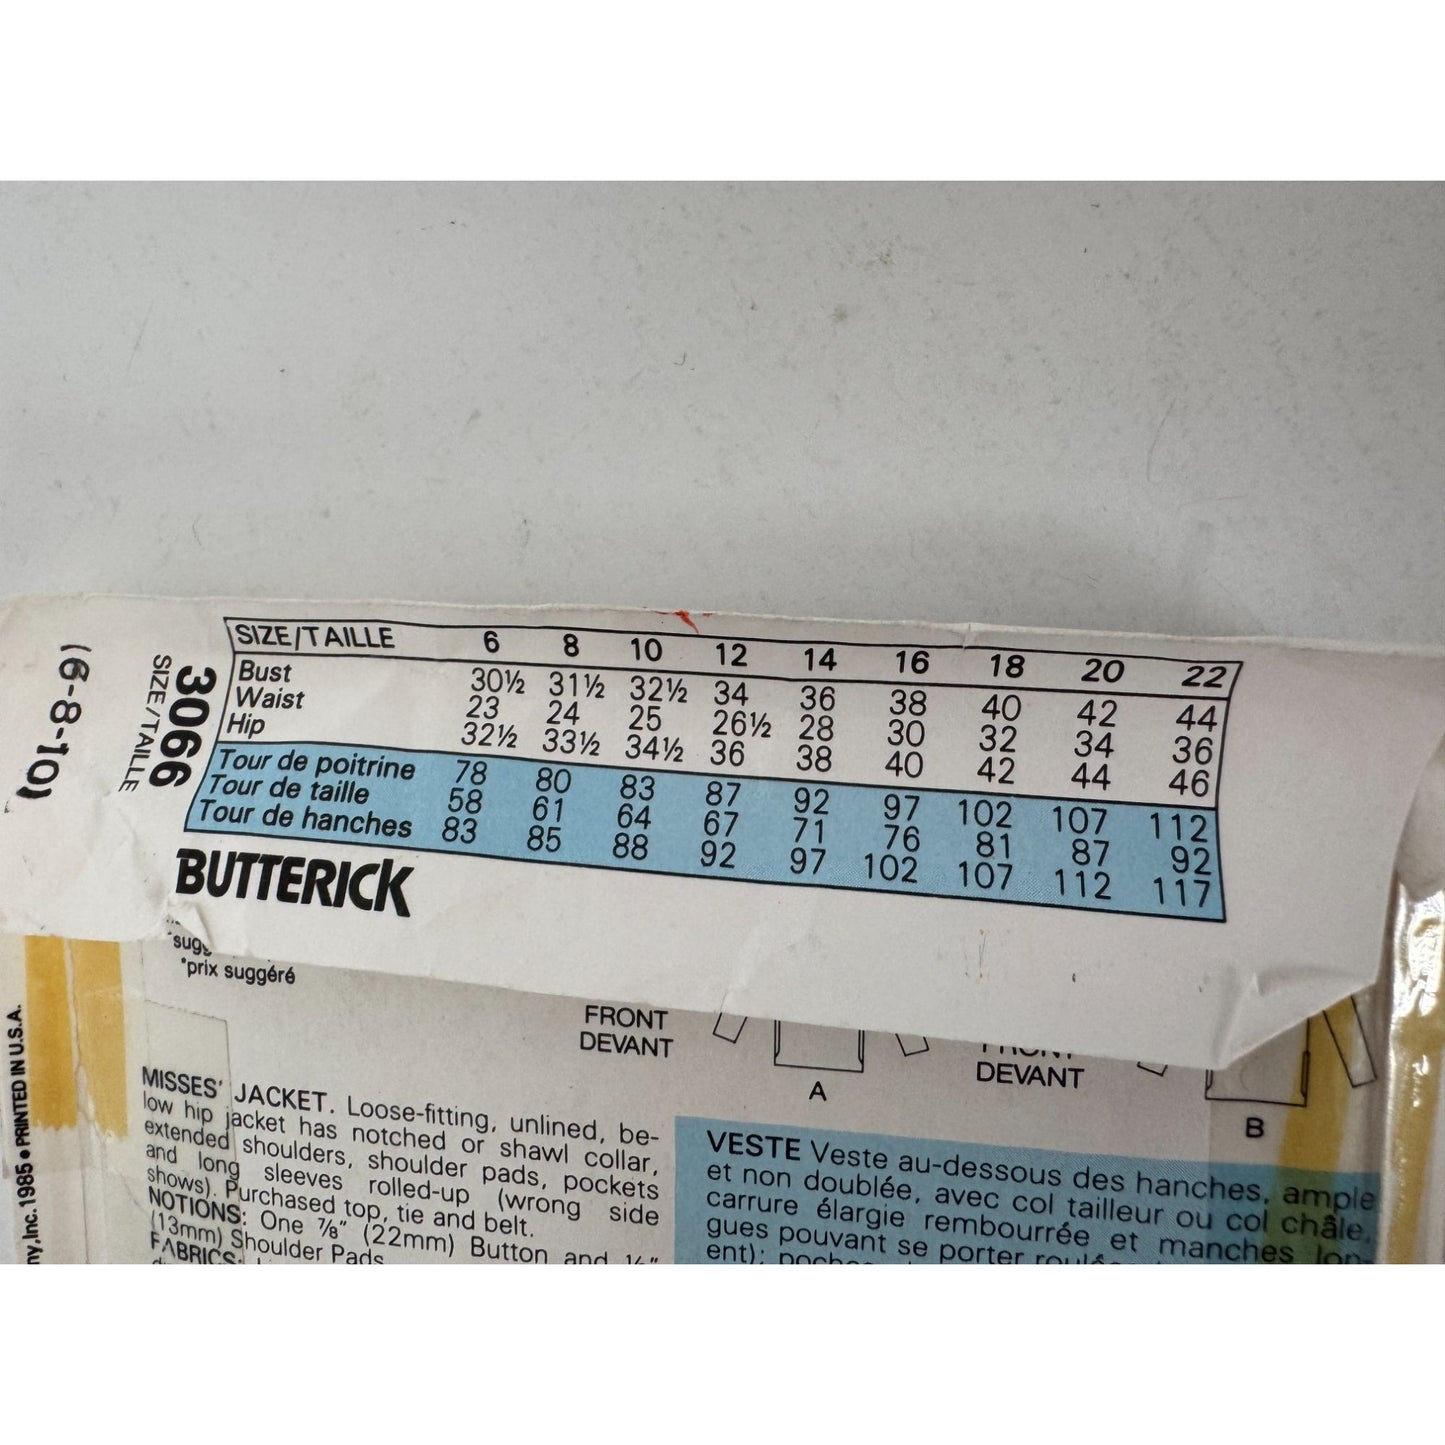 (6-8-10)
SIZE/TAILLE
3066
SIZE/TAILLE 6 8 10 12 14 16 18 20 22
Bust 30½ 31½ 32½ 34 36 38 40 42 44
Waist 23 24 25 26½ 28 30 32 34 36
Hip 32½ 33½ 34½ 36 38 40 42 44 46
Tour de poitrine 78 80 83 87 92 97 102 107 112
Tour de taille 58 61 64 67 71 76 81 87 92
Tour de hanches 83 85 88 92 97 102 107 112 117
BUTTERICK
*prix suggéré
FRONT
DEVANT
A
FRONT
DEVANT
B
ny,Inc. 1985 • PRINTED IN U.S.A.
MISSES' JACKET. Loose-fitting, unlined, be-
low hip jacket has notched or shawl collar,
extended shoulders, shoulder pads, pockets
and long sleeves rolled-up (wrong side
shows). Purchased top, tie and belt.
NOTIONS: One ⅞" (22mm) Button and ½"
(13mm) Shoulder Pads.
FABRICS:
VESTE Veste au-dessous des hanches, ample
et non doublée, avec col tailleur ou col châle,
carrure élargie rembourrée et manches lon-
gues pouvant se porter
ent);